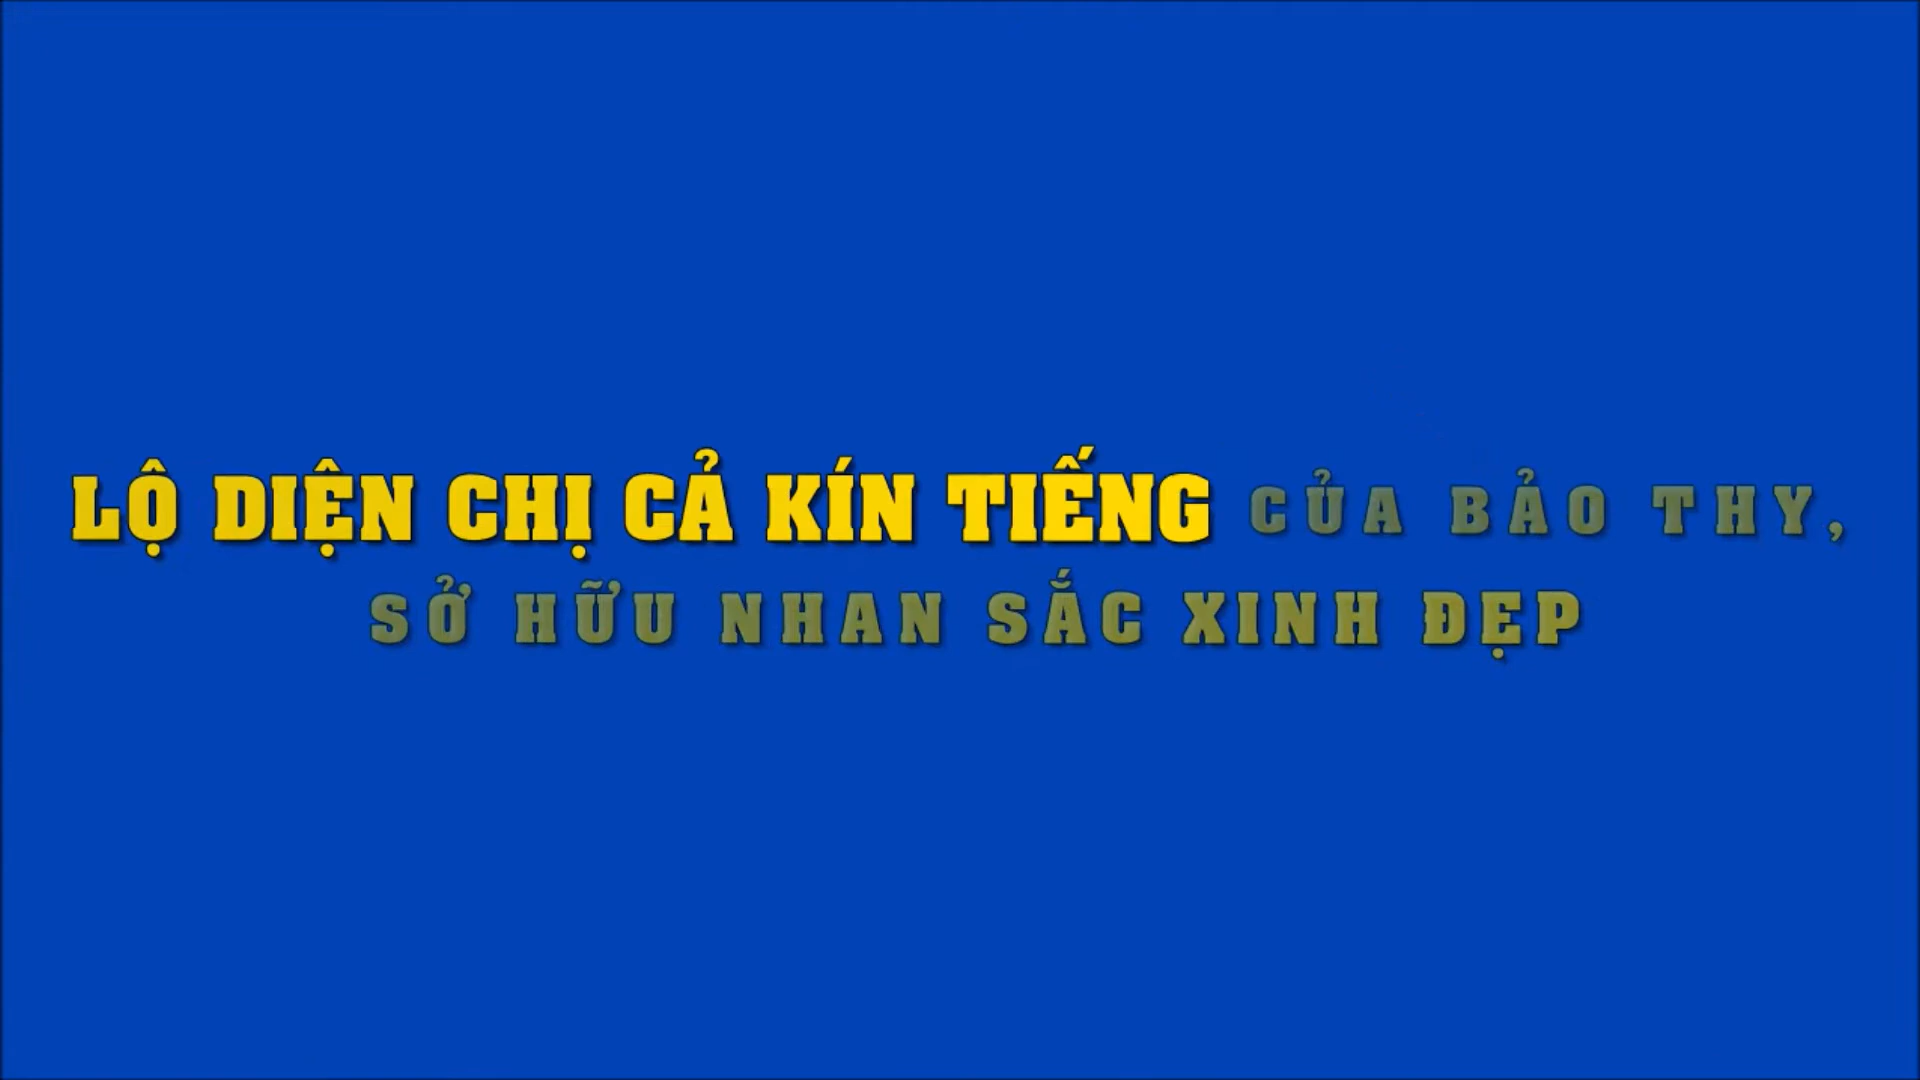 LỘ DIỆN CHỊ CẢ KÍN TIẾNG CỦA BẢO THY,
SỞ HỮU NHAN SẮC XINH ĐẸP